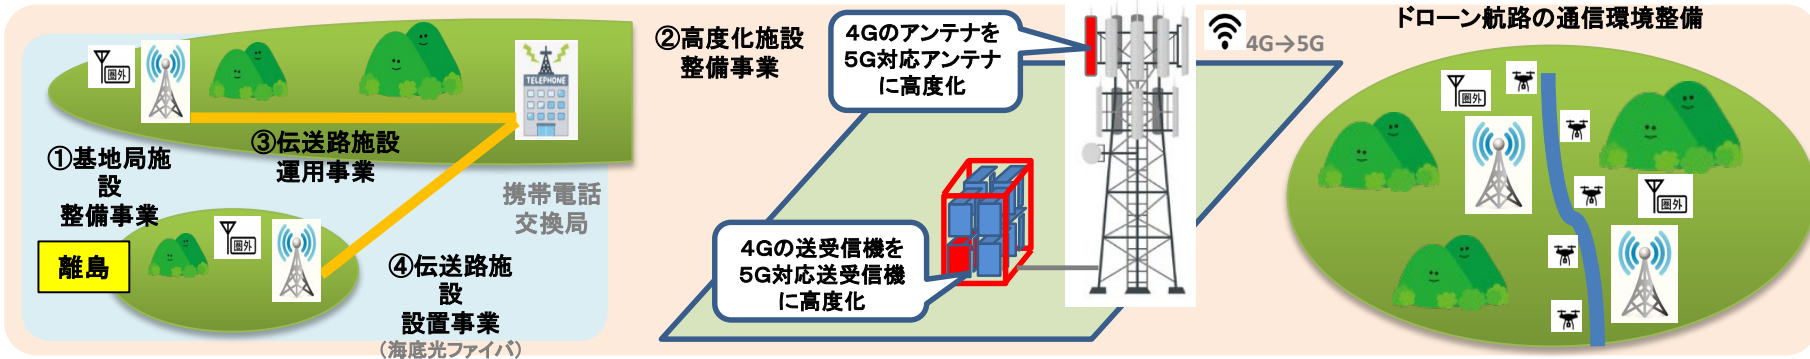 圏外
TELEPHONE
①基地局施
設
整備事業
③伝送路施設
運用事業
携帯電話
交換局
離島
圏外
④伝送路施
設
設置事業
（海底光ファイバ）
②高度化施設
整備事業
4Gのアンテナを
5G対応アンテナ
に高度化
4G→5G
4Gの送受信機を
5G対応送受信機
に高度化
ドローン航路の通信環境整備
圏外
圏外